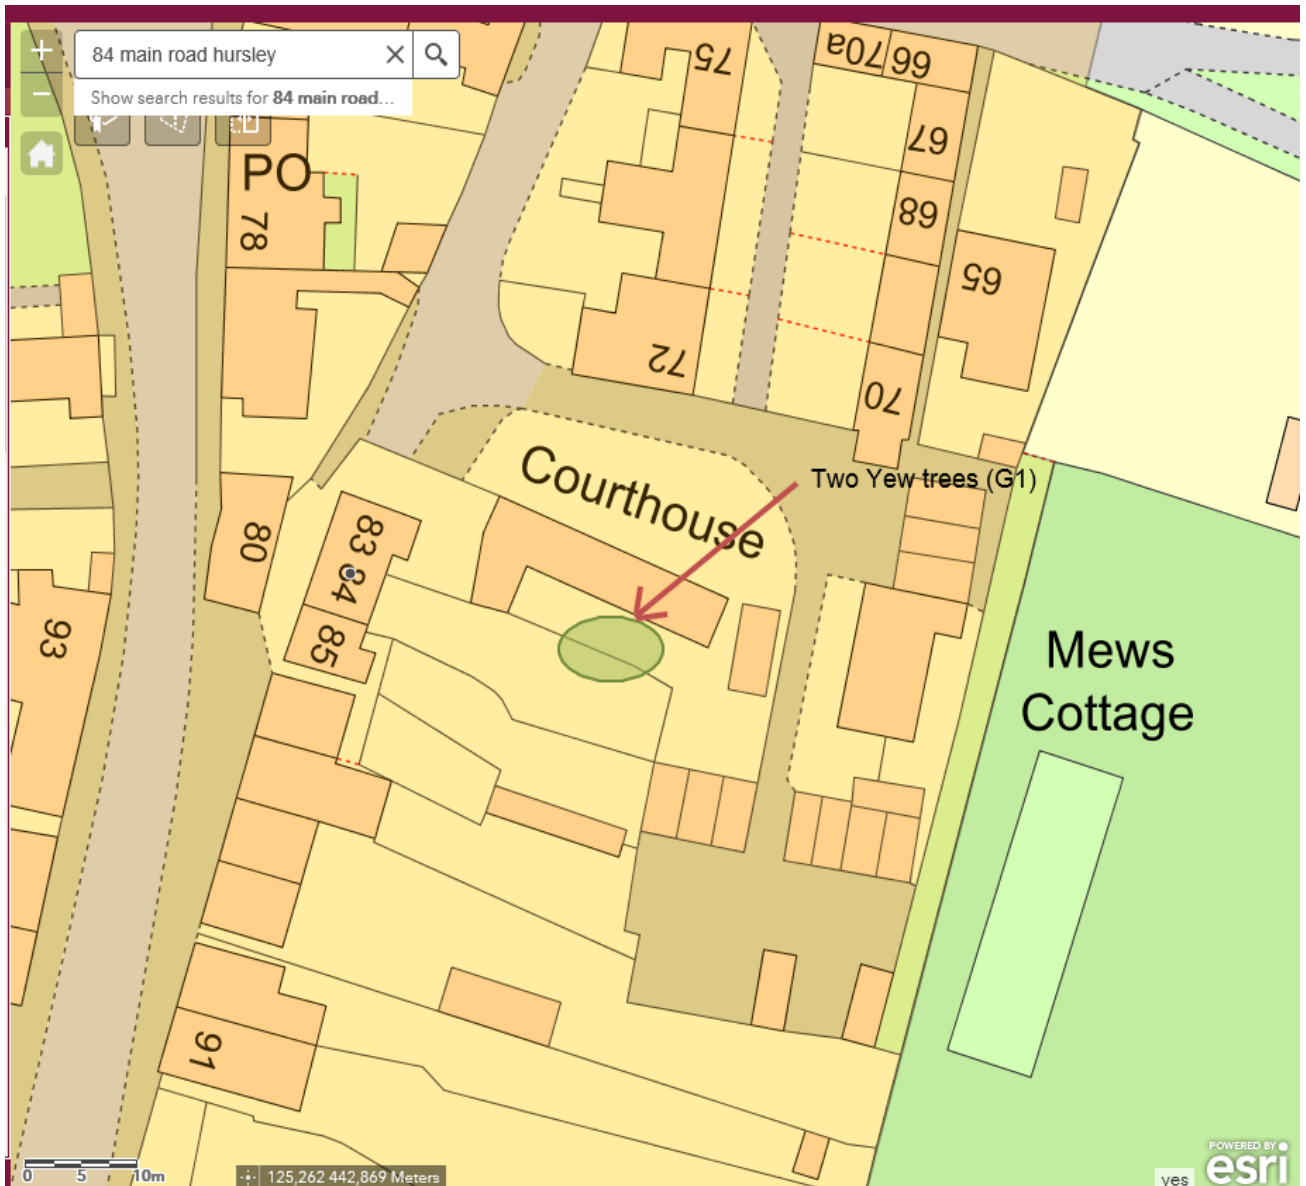 +
84 main road hursley
Show search results for 84 main road...
−
PO
78
75
70a
66
67
68
65
72
70
Two Yew trees (G1)
Courthouse
80
83
84
85
93
Mews
Cottage
91
0 5 10m
125,262 442,869 Meters
yes
POWERED BY
esri